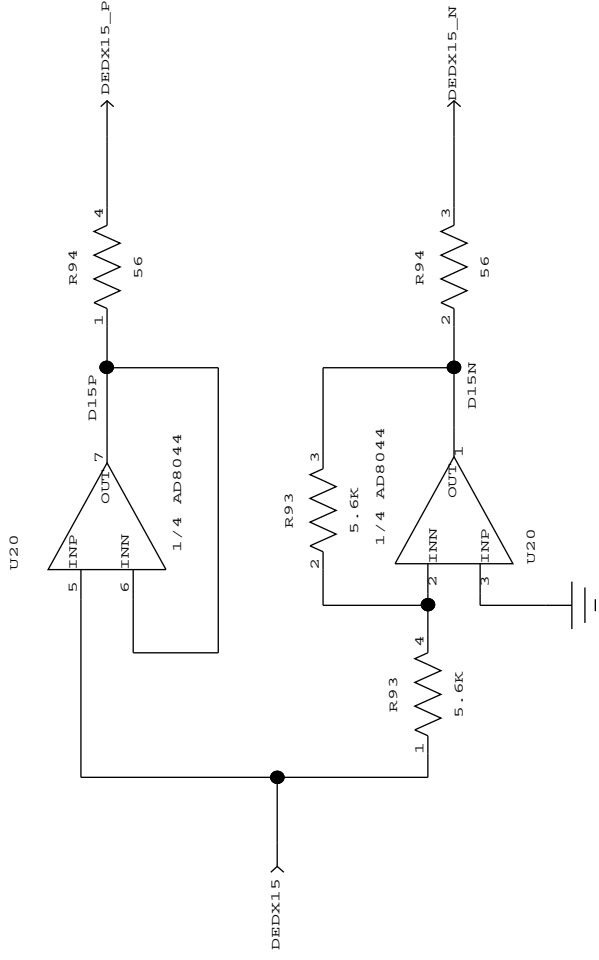 DEDX15_P
4
R94
56
1
D15P
7
OUT
1/4 AD8044
U20
INP
INN
5
6
DEDX15_N
3
R94
56
2
D15N
1
OUT
3
R93
5.6K
2
1/4 AD8044
INN
INP
U20
2
3
4
R93
5.6K
1
DEDX15